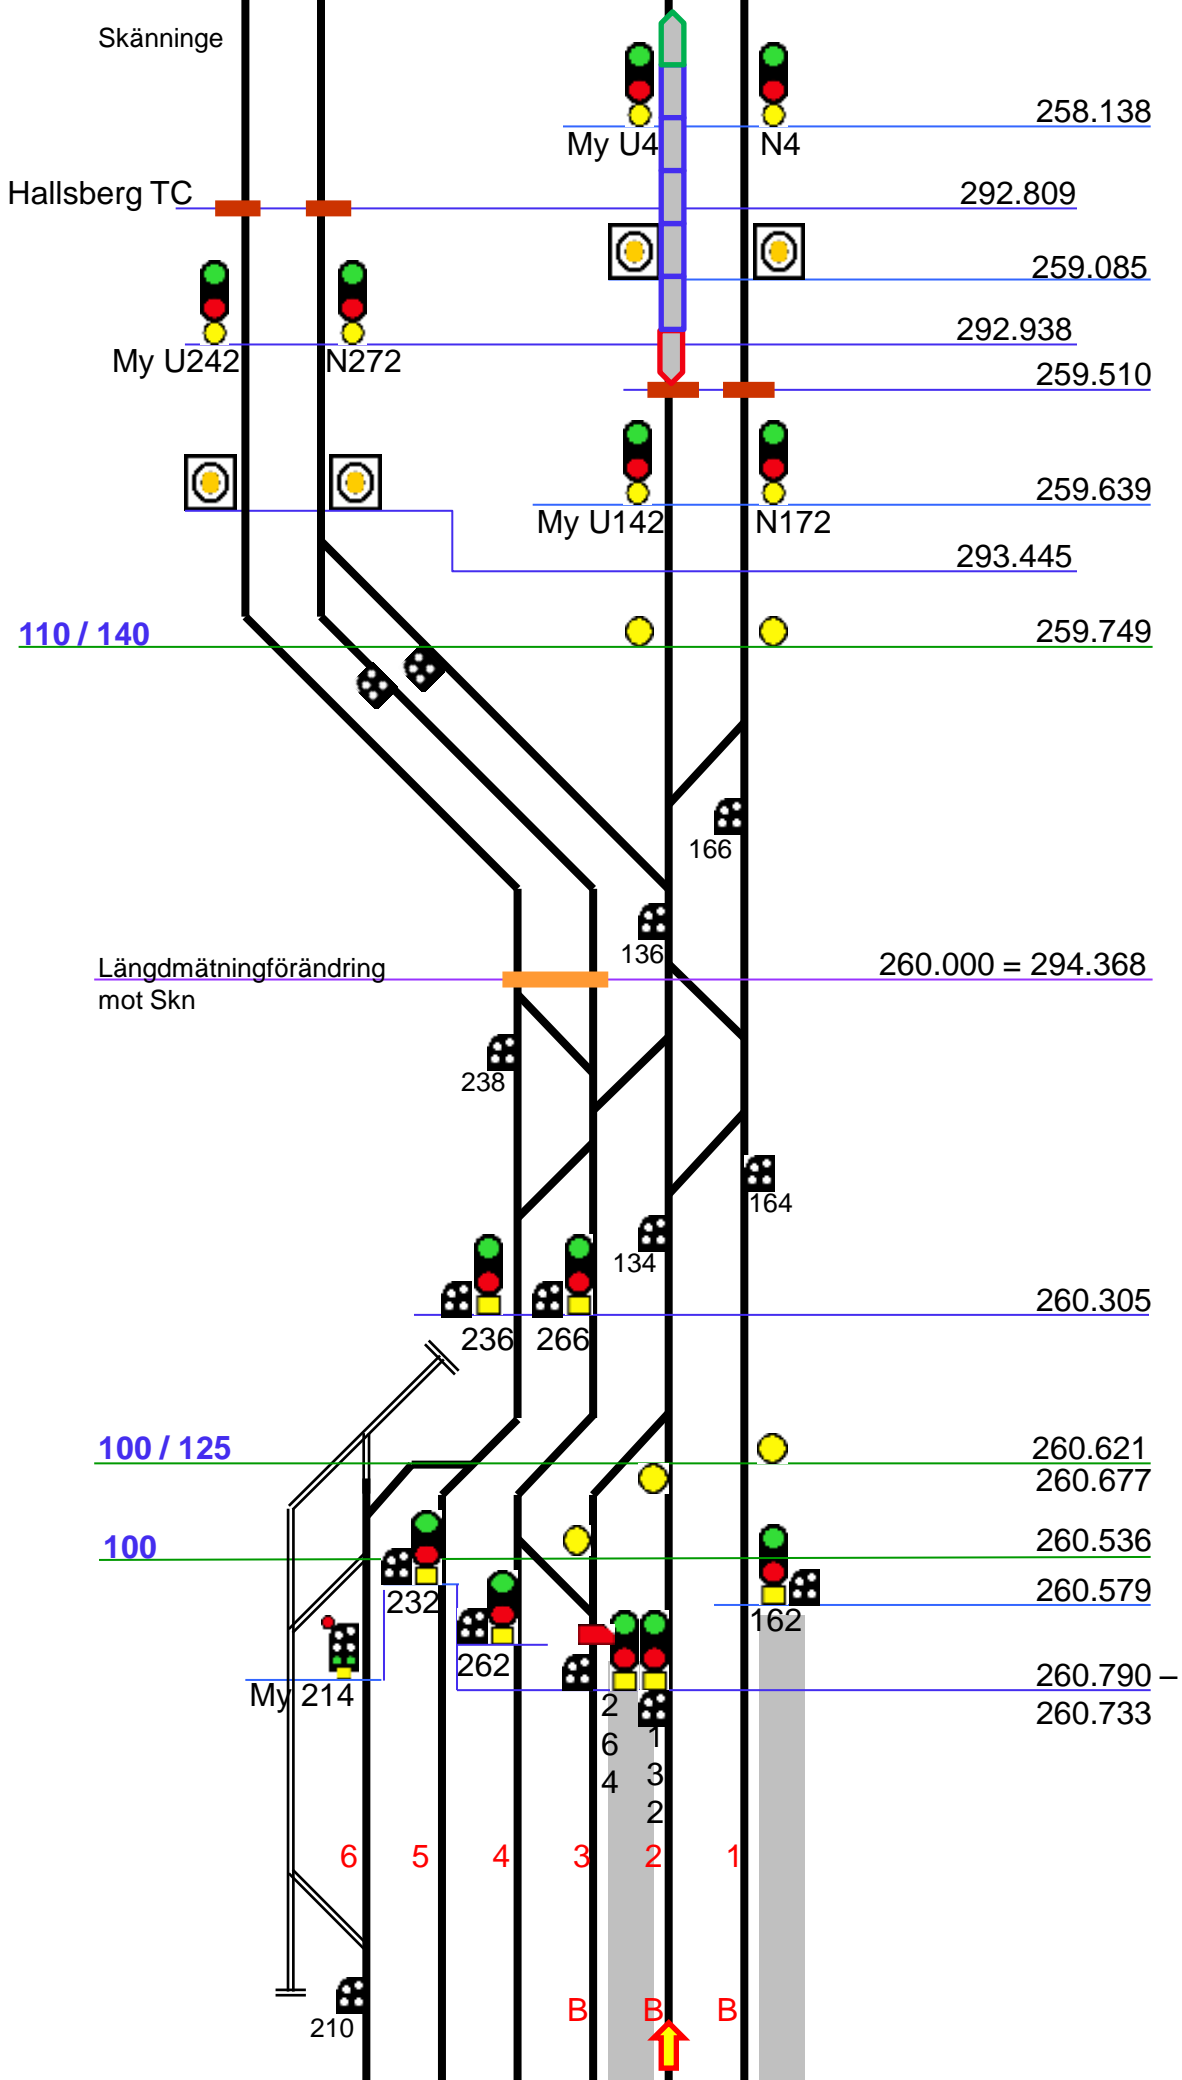 Skänninge
258.138
My U4
N4
Hallsberg TC
292.809
259.085
292.938
My U242
N272
259.510
259.639
My U142
N172
293.445
110 / 140
259.749
166
136
Längdmätningförändring
mot Skn
260.000 = 294.368
238
164
134
260.305
236
266
100 / 125
260.621
260.677
100
260.536
260.579
232
162
262
My 214
260.790 –
260.733
2
6
4
1
3
2
6
5
4
3
2
1
B
B
B
210